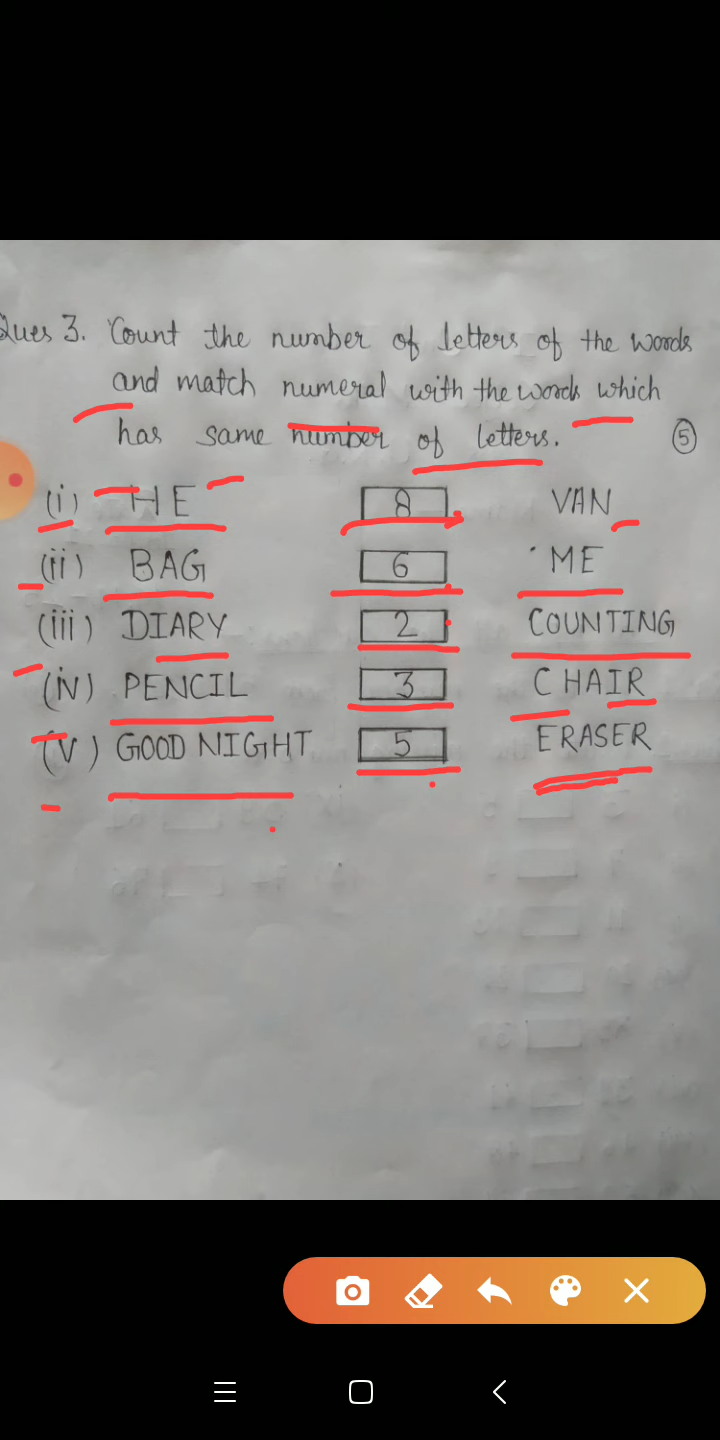 Ques 3. Count the number of letters of the words
and match numeral with the words which
has same number of letters. 5
(i) HE 8 VAN
(ii) BAG 6 ME
(iii) DIARY 2 COUNTING
(iv) PENCIL 3 CHAIR
(v) GOOD NIGHT 5 ERASER